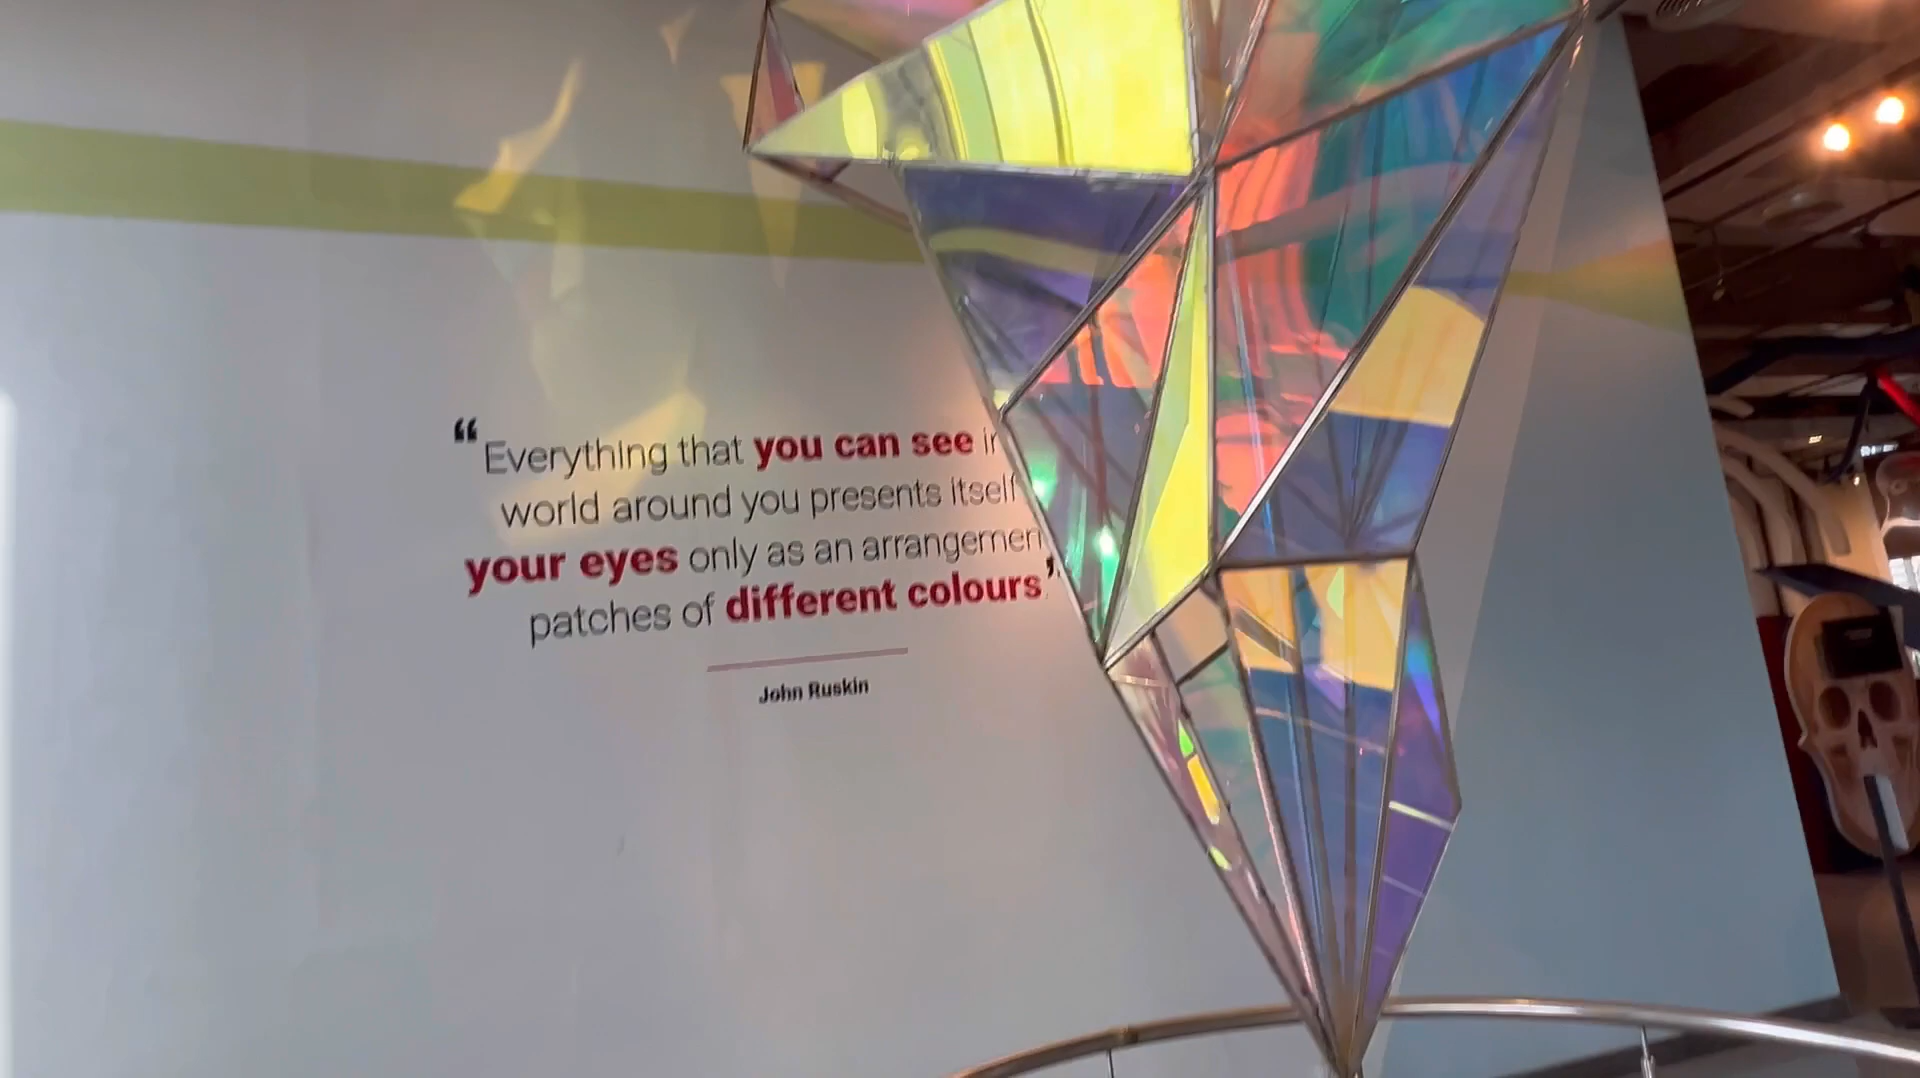 “Everything that you can see
world around you presents itself
your eyes only as an arrangemen
patches of different colours”.
John Ruskin